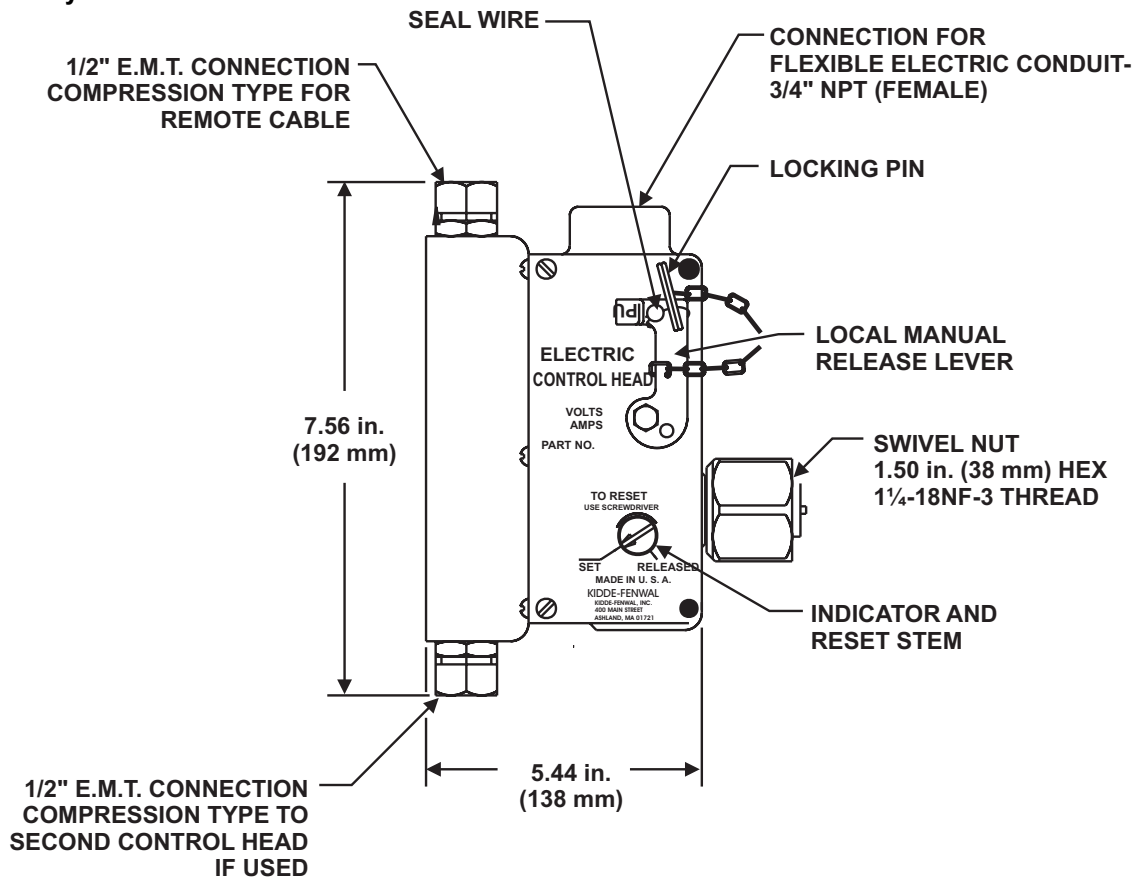 SEAL WIRE
CONNECTION FOR
FLEXIBLE ELECTRIC CONDUIT-
3/4" NPT (FEMALE)
1/2" E.M.T. CONNECTION
COMPRESSION TYPE FOR
REMOTE CABLE
LOCKING PIN
LOCAL MANUAL
RELEASE LEVER
ELECTRIC
CONTROL HEAD
VOLTS
AMPS
PART NO.
7.56 in.
(192 mm)
SWIVEL NUT
1.50 in. (38 mm) HEX
1¼-18NF-3 THREAD
TO RESET
USE SCREWDRIVER
SET RELEASED
MADE IN U. S. A.
KIDDE-FENWAL
KIDDE-FENWAL, INC.
400 MAIN STREET
ASHLAND, MA 01721
INDICATOR AND
RESET STEM
5.44 in.
(138 mm)
1/2" E.M.T. CONNECTION
COMPRESSION TYPE TO
SECOND CONTROL HEAD
IF USED